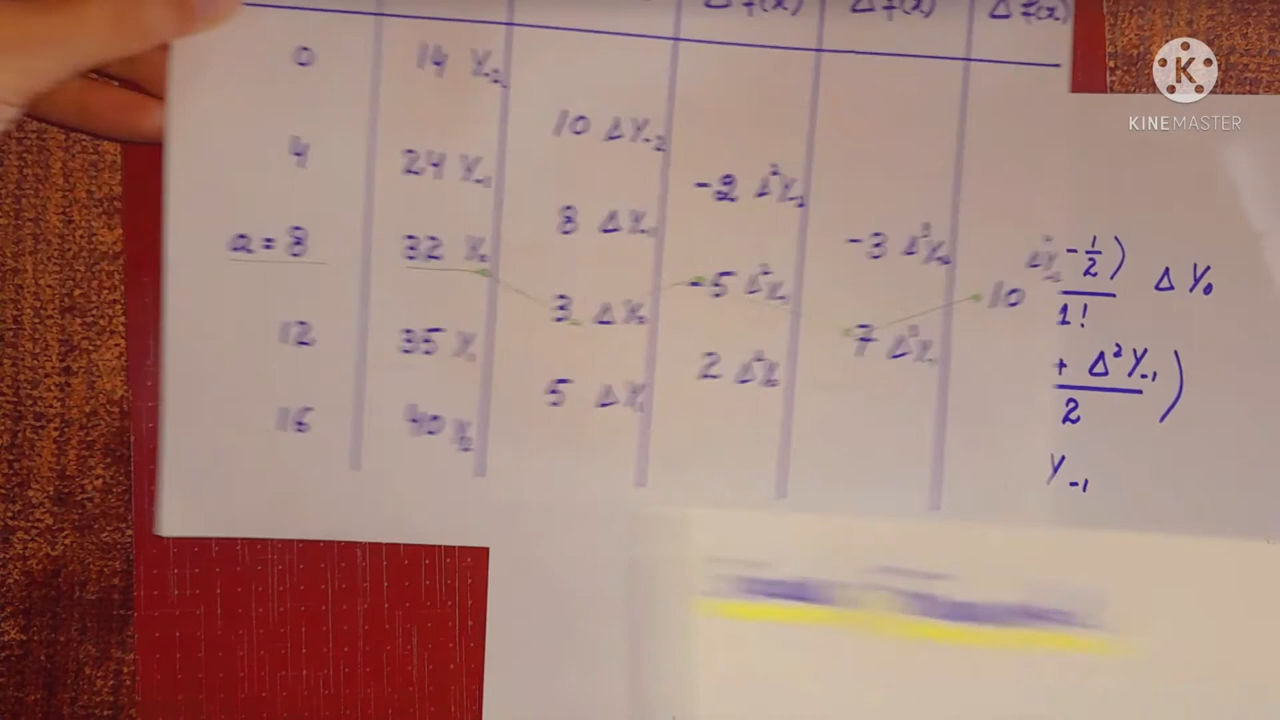 Δ f(x) Δ f(x) Δ f(x)
0 14 Y₋₂
10 ΔY₋₂
4 24 Y₋₁
-2 Δ²Y₋₂
8 ΔY₋₁
a = 8 32 Y₀
-3 Δ³Y₋₂
-5 Δ²Y₋₁
10
3 ΔY₀
12 35 Y₁
7 Δ³Y₋₁
2 Δ²Y₀
5 ΔY₁
16 40 Y₂
-1/2)
1! ΔY₀
+ Δ²Y₋₁)
2
Y₋₁
K
KINEMASTER